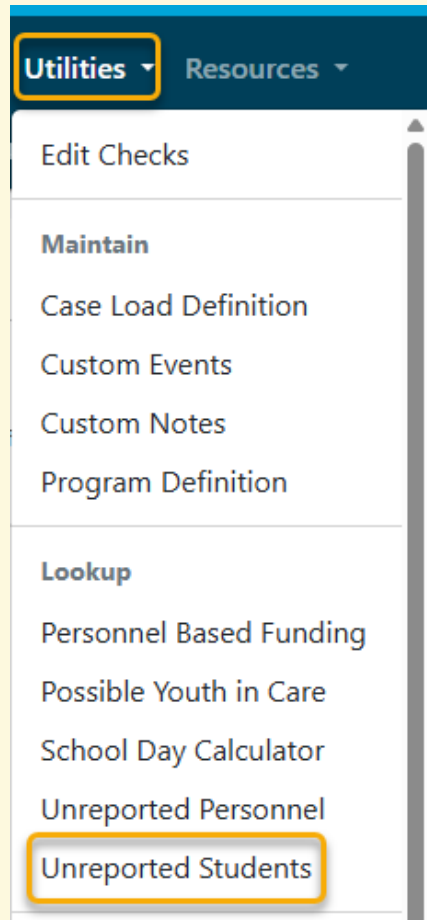 Utilities Resources
Edit Checks
Maintain
Case Load Definition
Custom Events
Custom Notes
Program Definition
Lookup
Personnel Based Funding
Possible Youth in Care
School Day Calculator
Unreported Personnel
Unreported Students